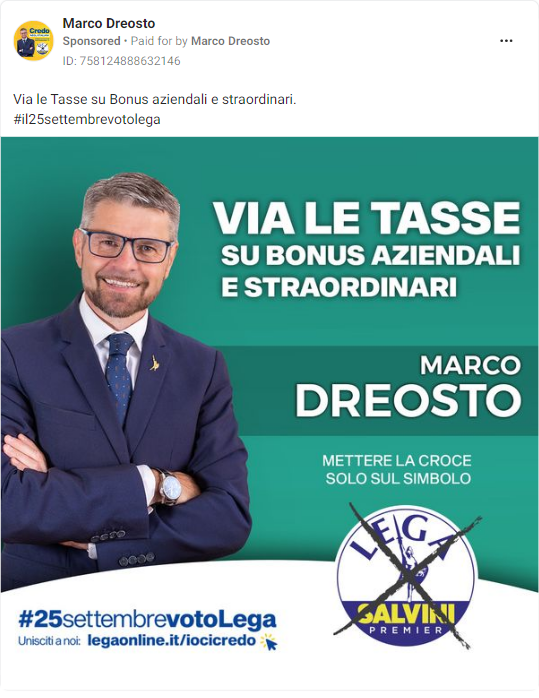 Marco Dreosto
Sponsored • Paid for by Marco Dreosto
ID: 758124888632146
Via le Tasse su Bonus aziendali e straordinari.
#il25settembrevotolega
VIA LE TASSE
SU BONUS AZIENDALI
E STRAORDINARI
MARCO
DREOSTO
METTERE LA CROCE
SOLO SUL SIMBOLO
LEGA
SALVINI
PREMIER
#25settembrevotoLega
Unisciti a noi: legaonline.it/iocicredo